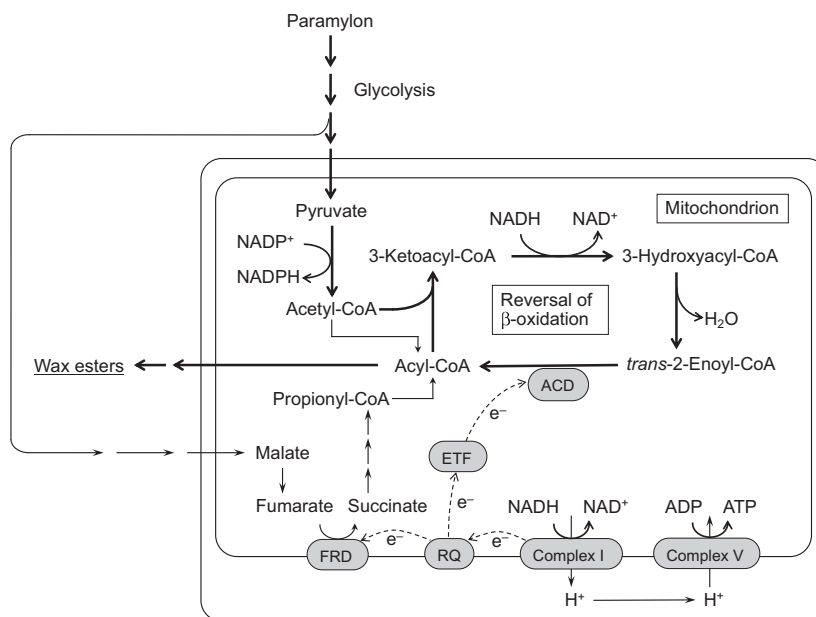 Paramylon
Glycolysis
Pyruvate
NADP⁺
NADPH
Acetyl-CoA
3-Ketoacyl-CoA
NADH
NAD⁺
Mitochondrion
3-Hydroxyacyl-CoA
Reversal of
β-oxidation
H₂O
Wax esters
Acyl-CoA
trans-2-Enoyl-CoA
Propionyl-CoA
ACD
e⁻
Malate
ETF
Fumarate
Succinate
e⁻
NADH
NAD⁺
ADP
ATP
FRD
e⁻
RQ
e⁻
Complex I
Complex V
H⁺
H⁺